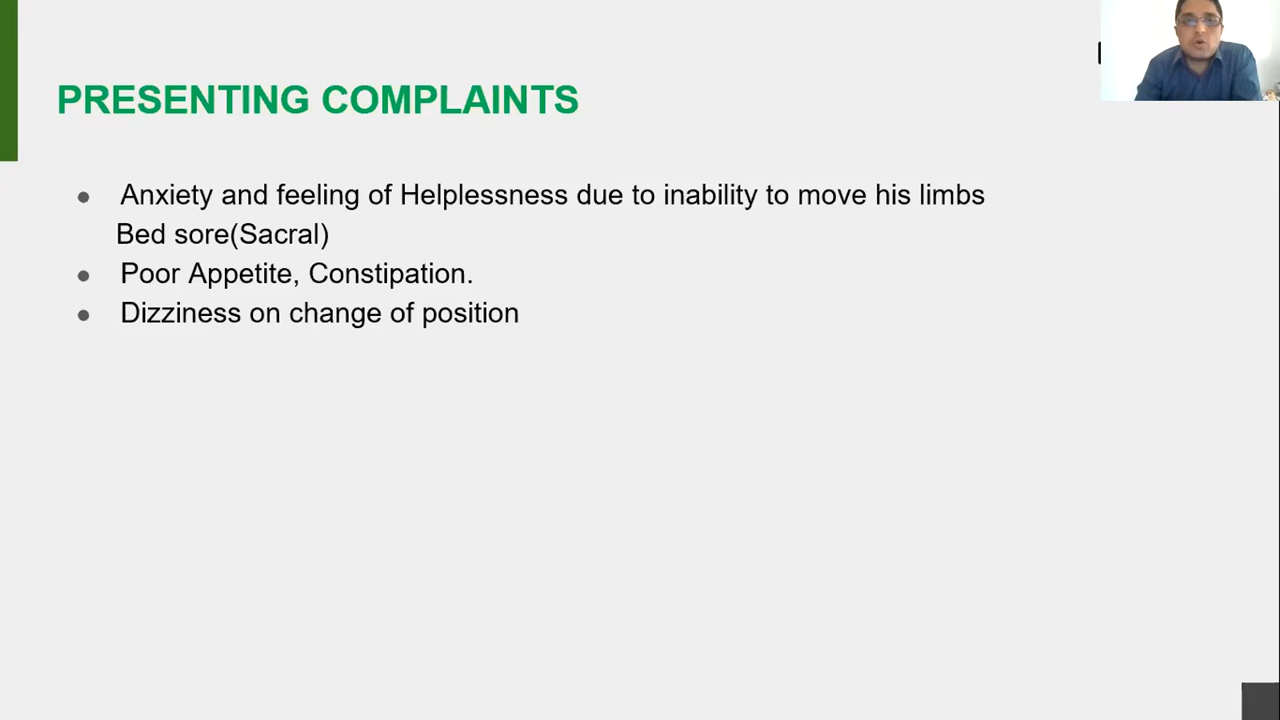 PRESENTING COMPLAINTS
● Anxiety and feeling of Helplessness due to inability to move his limbs
Bed sore(Sacral)
● Poor Appetite, Constipation.
● Dizziness on change of position